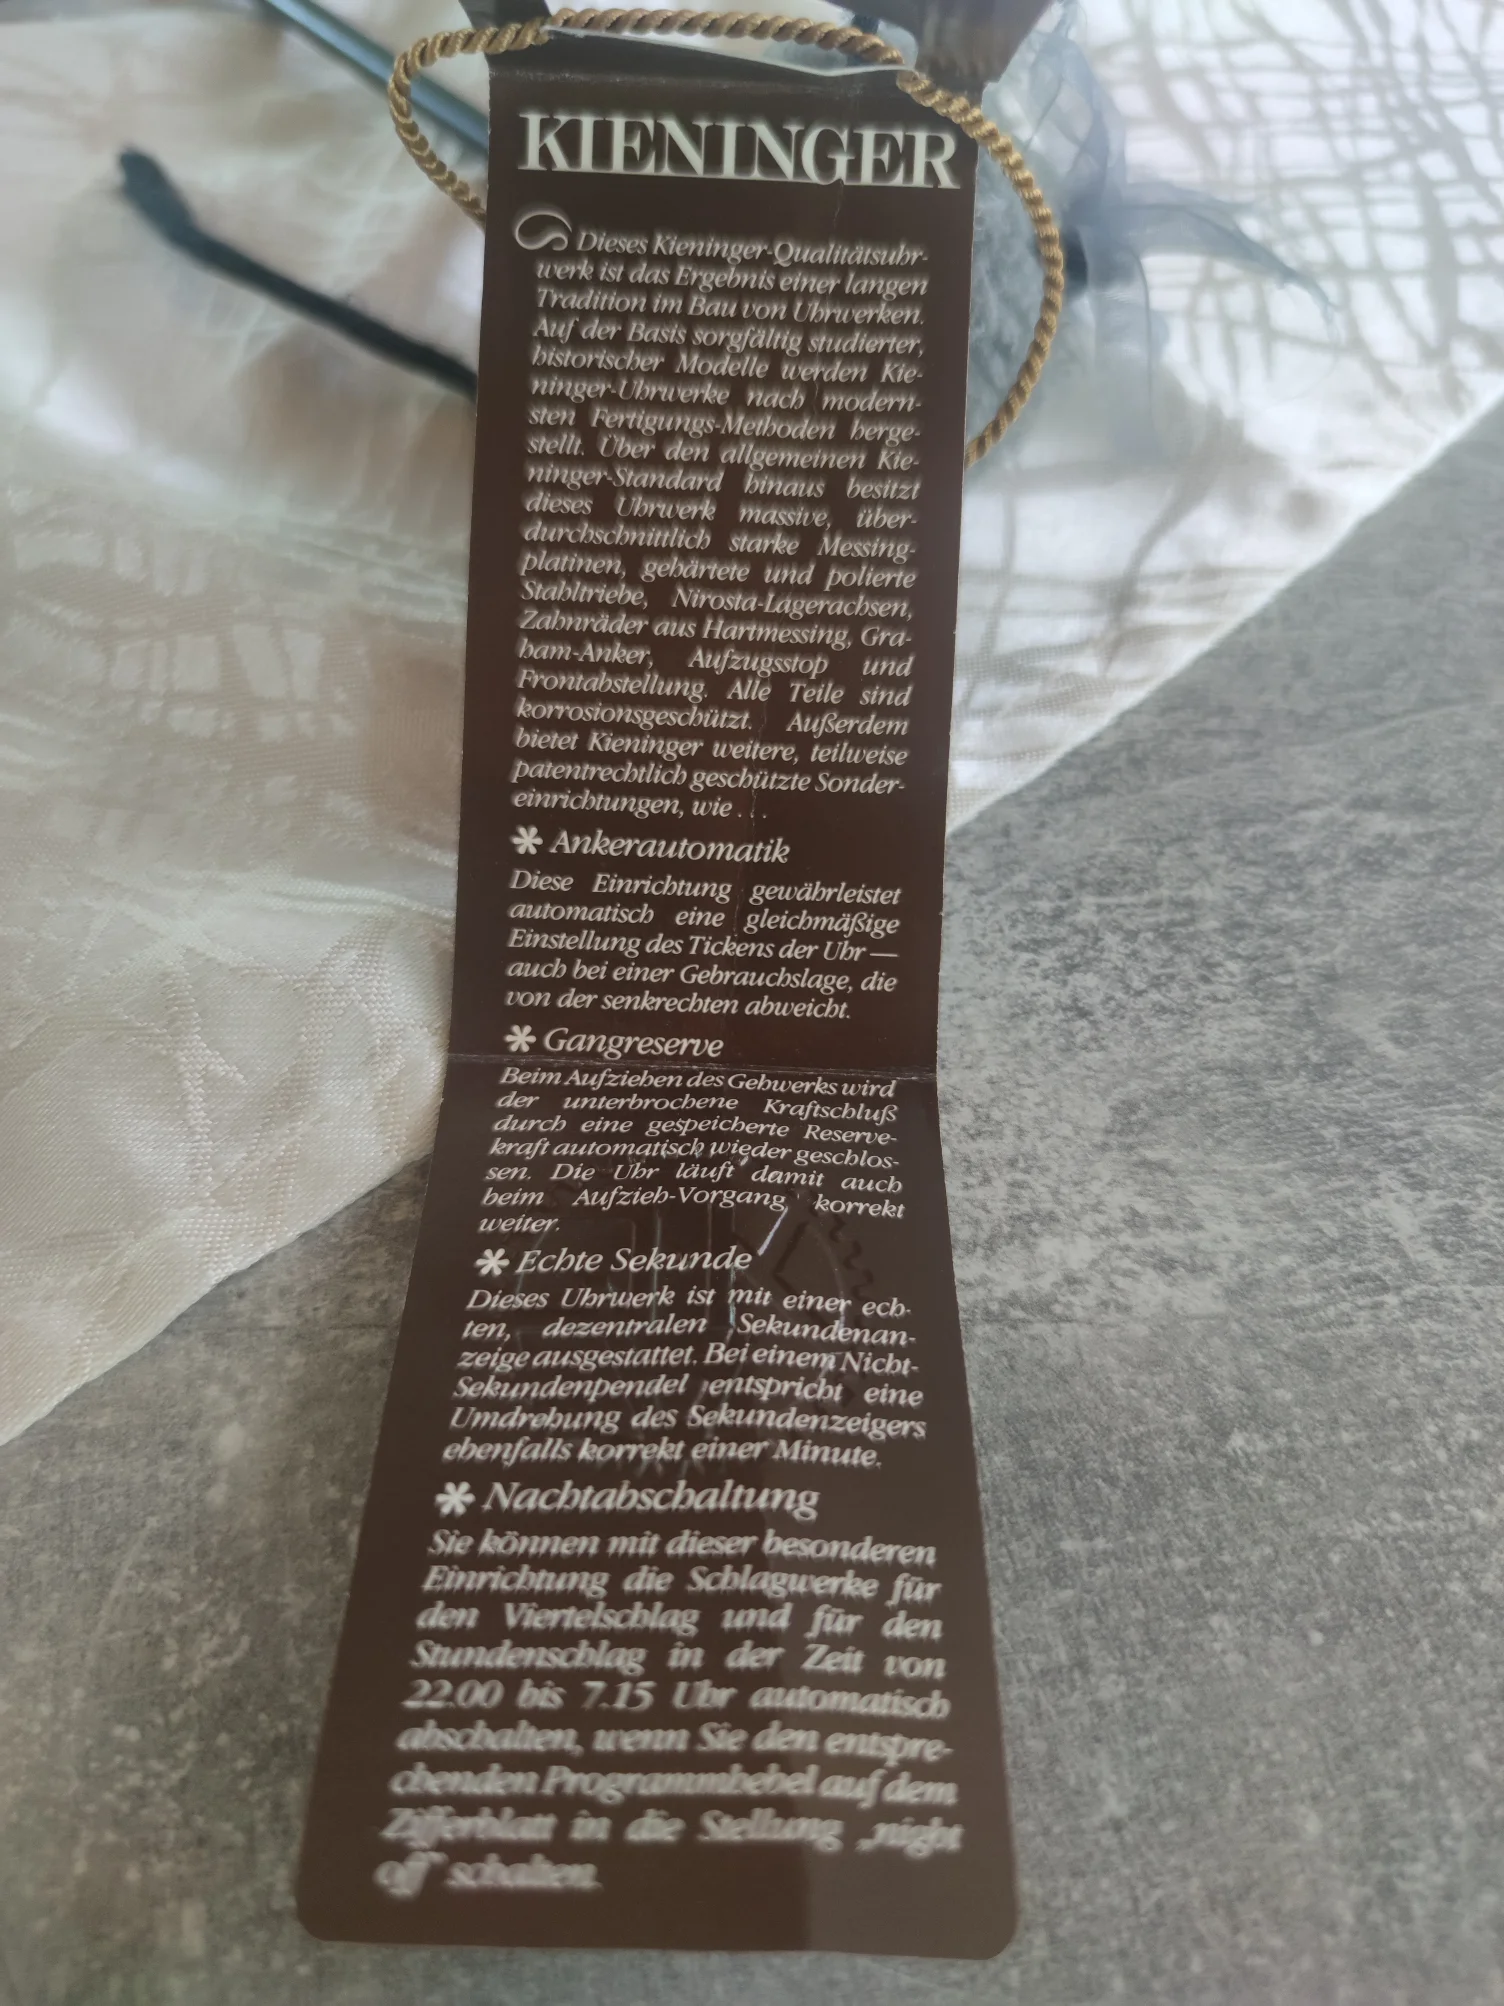 KIENINGER
Dieses Kieninger-Qualitätsuhr-
werk ist das Ergebnis einer langen
Tradition im Bau von Uhrwerken.
Auf der Basis sorgfältig studierter,
historischer Modelle werden Kie-
ninger-Uhrwerke nach modern-
sten Fertigungs-Methoden herge-
stellt. Über den allgemeinen Kie-
ninger-Standard hinaus besitzt
dieses Uhrwerk massive, über-
durchschnittlich starke Messing-
platinen, gehärtete und polierte
Stahltriebe, Nirosta-Lagerachsen,
Zahnräder aus Hartmessing, Gra-
ham-Anker, Aufzugsstop und
Frontabstellung. Alle Teile sind
korrosionsgeschützt. Außerdem
bietet Kieninger weitere, teilweise
patentrechtlich geschützte Sonder-
einrichtungen, wie . . .
* Ankerautomatik
Diese Einrichtung gewährleistet
automatisch eine gleichmäßige
Einstellung des Tickens der Uhr —
auch bei einer Gebrauchslage, die
von der senkrechten abweicht.
* Gangreserve
Beim Aufziehen des Gehwerks wird
der unterbrochene Kraftschluß
durch eine gespeicherte Reserve-
kraft automatisch wieder geschlos-
sen. Die Uhr läuft damit auch
beim Aufzieh-Vorgang korrekt
weiter.
* Echte Sekunde
Dieses Uhrwerk ist mit einer ech-
ten, dezentralen Sekundenan-
zeige ausgestattet. Bei einem Nicht-
Sekundenpendel entspricht eine
Umdrehung des Sekundenzeigers
ebenfalls korrekt einer Minute.
* Nachtabschaltung
Sie können mit dieser besonderen
Einrichtung die Schlagwerke für
den Viertelschlag und für den
Stundenschlag in der Zeit von
22.00 bis 7.15 Uhr automatisch
abschalten, wenn Sie den entspre-
chenden Programmhebel auf dem
Zifferblatt in die Stellung „night
off" schalten.